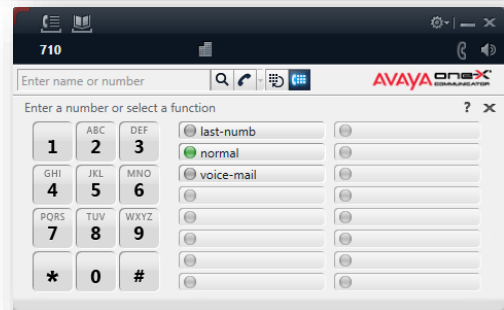 710
Enter name or number
AVAYA one-X
COMMUNICATOR
Enter a number or select a function ? X
1 ABC 2 DEF 3
GHI 4 JKL 5 MNO 6
PQRS 7 TUV 8 WXYZ 9
* 0 #
last-numb
normal
voice-mail